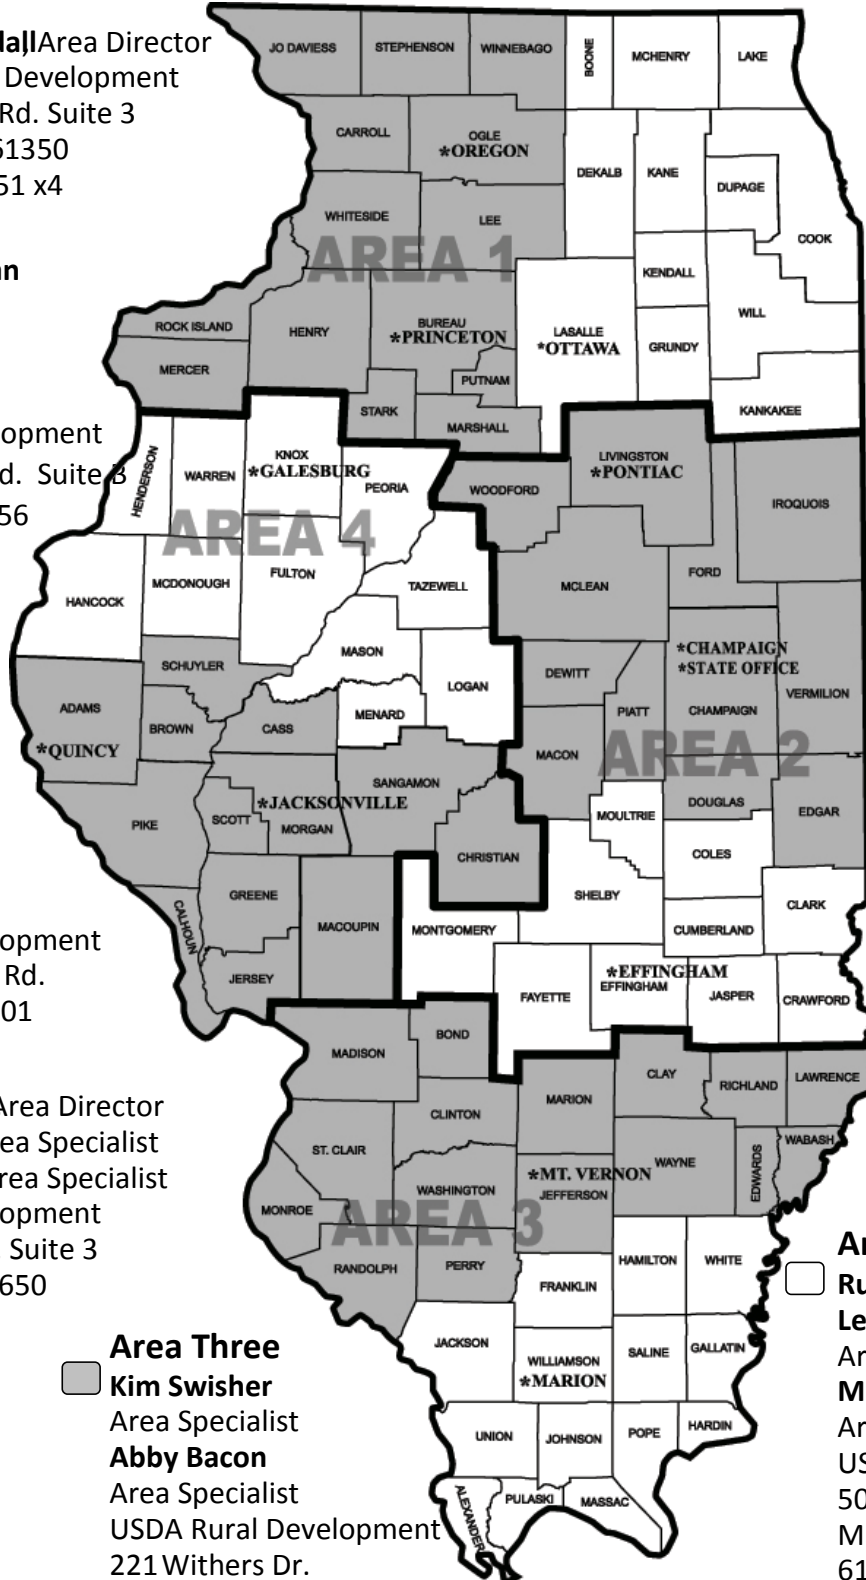 dall, Area Director
Development
Rd. Suite 3
61350
51 x4
an
opment
d. Suite B
56
opment
Rd.
01
Area Director
ea Specialist
rea Specialist
opment
Suite 3
650
JO DAVIESS
STEPHENSON
WINNEBAGO
BOONE
MCHENRY
LAKE
CARROLL
OGLE
*OREGON
DEKALB
KANE
DUPAGE
COOK
WHITESIDE
LEE
AREA 1
KENDALL
WILL
ROCK ISLAND
HENRY
BUREAU
*PRINCETON
LASALLE
*OTTAWA
GRUNDY
MERCER
PUTNAM
STARK
MARSHALL
KANKAKEE
HENDERSON
WARREN
KNOX
*GALESBURG
PEORIA
WOODFORD
LIVINGSTON
*PONTIAC
IROQUOIS
AREA 4
HANCOCK
MCDONOUGH
FULTON
TAZEWELL
MCLEAN
FORD
MASON
LOGAN
SCHUYLER
ADAMS
*QUINCY
BROWN
CASS
MENARD
DEWITT
PIATT
*CHAMPAIGN
*STATE OFFICE
CHAMPAIGN
VERMILION
MACON
AREA 2
PIKE
SCOTT
*JACKSONVILLE
MORGAN
SANGAMON
MOULTRIE
DOUGLAS
EDGAR
CHRISTIAN
COLES
SHELBY
CLARK
CALHOUN
GREENE
MACOUPIN
MONTGOMERY
CUMBERLAND
JERSEY
FAYETTE
*EFFINGHAM
EFFINGHAM
JASPER
CRAWFORD
MADISON
BOND
MARION
CLAY
RICHLAND
LAWRENCE
CLINTON
ST. CLAIR
WABASH
WASHINGTON
*MT. VERNON
JEFFERSON
WAYNE
EDWARDS
MONROE
AREA 3
RANDOLPH
PERRY
FRANKLIN
HAMILTON
WHITE
JACKSON
WILLIAMSON
*MARION
SALINE
GALLATIN
UNION
JOHNSON
POPE
HARDIN
ALEXANDER
PULASKI
MASSAC
Area Three
Kim Swisher
Area Specialist
Abby Bacon
Area Specialist
USDA Rural Development
221 Withers Dr.
Ar
Ru
Le
Ar
M
Ar
US
50
M
61